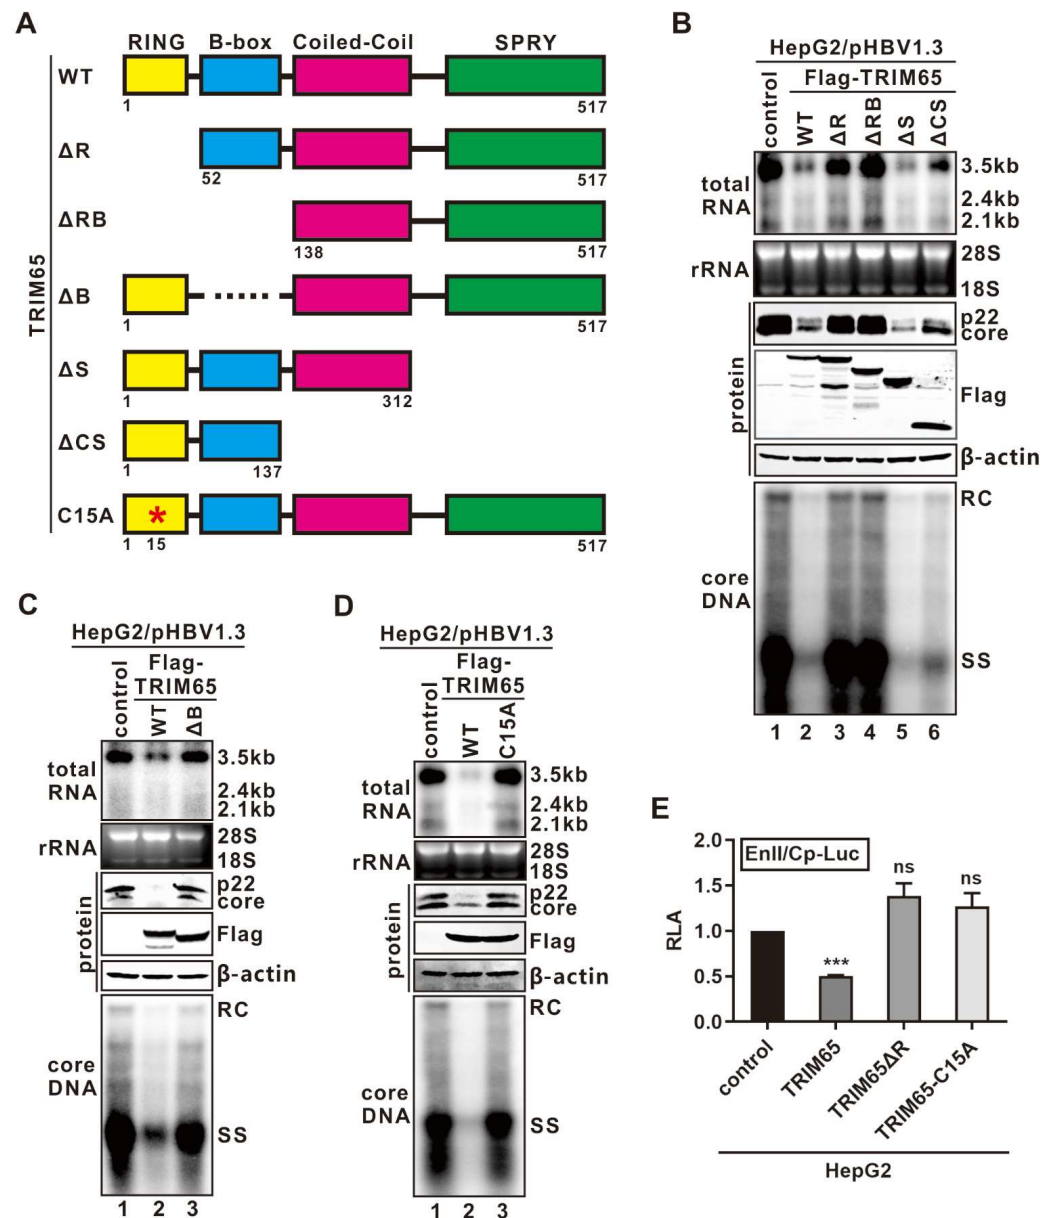 A
RING B-box Coiled-Coil SPRY
TRIM65
WT
1 517
ΔR
52 517
ΔRB
138 517
ΔB
1 517
ΔS
1 312
ΔCS
1 137
C15A
*
1 15 517
B
HepG2/pHBV1.3
Flag-TRIM65
control WT ΔR ΔRB ΔS ΔCS
total RNA
3.5kb
2.4kb
2.1kb
rRNA
28S
18S
protein
p22
core
Flag
β-actin
core DNA
RC
SS
1 2 3 4 5 6
C
HepG2/pHBV1.3
Flag-
TRIM65
control WT ΔB
total RNA
3.5kb
2.4kb
2.1kb
rRNA
28S
18S
protein
p22
core
Flag
β-actin
core DNA
RC
SS
1 2 3
D
HepG2/pHBV1.3
Flag-
TRIM65
control WT C15A
total RNA
3.5kb
2.4kb
2.1kb
rRNA
28S
18S
protein
p22
core
Flag
β-actin
core DNA
RC
SS
1 2 3
E
EnII/Cp-Luc
RLA
2.0
1.5
1.0
0.5
0.0
***
ns
ns
control TRIM65 TRIM65ΔR TRIM65-C15A
HepG2